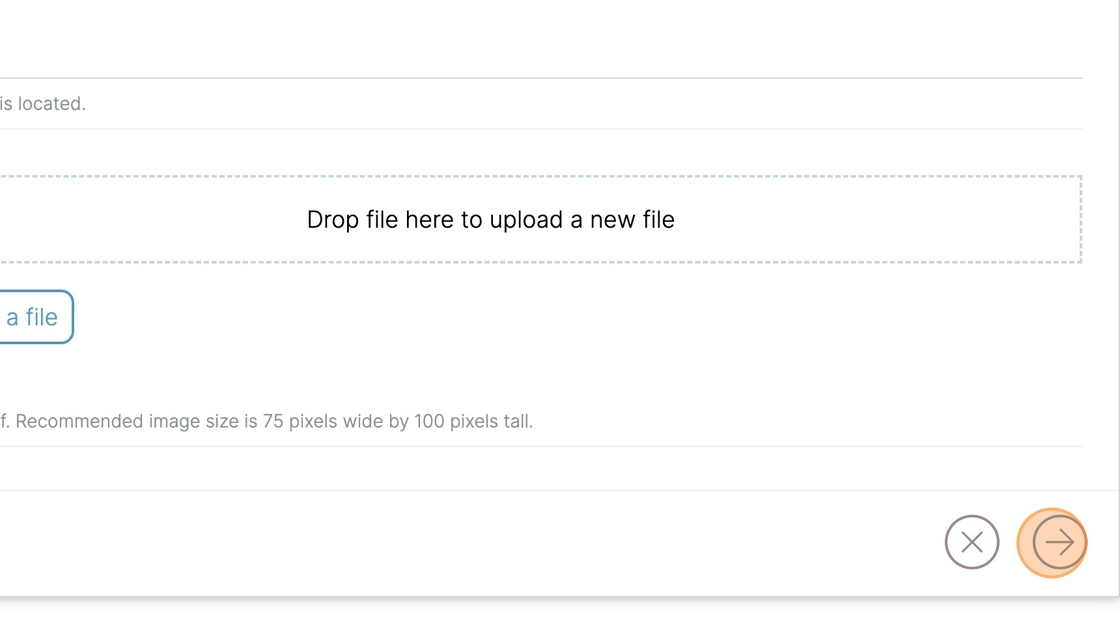 is located.
Drop file here to upload a new file
a file
f. Recommended image size is 75 pixels wide by 100 pixels tall.